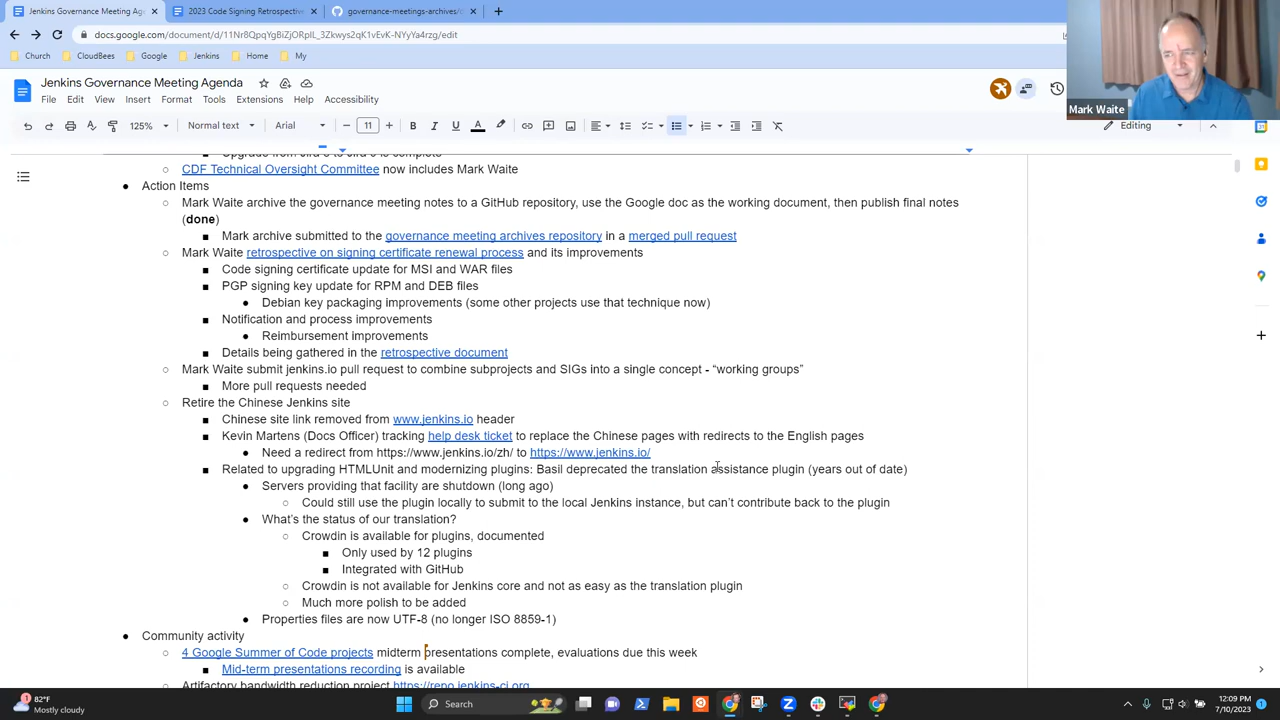 Jenkins Governance Meeting Age
2023 Code Signing Retrospective
governance-meetings-archives/d
docs.google.com/document/d/11Nr8QpqYgBiZjORpIL_3Zkwys2qK1vEvK-NYyYa4rzg/edit
Church
CloudBees
Google
Jenkins
Home
My
Jenkins Governance Meeting Agenda
File Edit View Insert Format Tools Extensions Help Accessibility
Mark Waite
125% Normal text Arial 11 Editing
CDF Technical Oversight Committee now includes Mark Waite
Action Items
Mark Waite archive the governance meeting notes to a GitHub repository, use the Google doc as the working document, then publish final notes
(done)
Mark archive submitted to the governance meeting archives repository in a merged pull request
Mark Waite retrospective on signing certificate renewal process and its improvements
Code signing certificate update for MSI and WAR files
PGP signing key update for RPM and DEB files
Debian key packaging improvements (some other projects use that technique now)
Notification and process improvements
Reimbursement improvements
Details being gathered in the retrospective document
Mark Waite submit jenkins.io pull request to combine subprojects and SIGs into a single concept - “working groups”
More pull requests needed
Retire the Chinese Jenkins site
Chinese site link removed from www.jenkins.io header
Kevin Martens (Docs Officer) tracking help desk ticket to replace the Chinese pages with redirects to the English pages
Need a redirect from https://www.jenkins.io/zh/ to https://www.jenkins.io/
Related to upgrading HTMLUnit and modernizing plugins: Basil deprecated the translation assistance plugin (years out of date)
Servers providing that facility are shutdown (long ago)
Could still use the plugin locally to submit to the local Jenkins instance, but can’t contribute back to the plugin
What’s the status of our translation?
Crowdin is available for plugins, documented
Only used by 12 plugins
Integrated with GitHub
Crowdin is not available for Jenkins core and not as easy as the translation plugin
Much more polish to be added
Properties files are now UTF-8 (no longer ISO 8859-1)
Community activity
4 Google Summer of Code projects midterm presentations complete, evaluations due this week
Mid-term presentations recording is available
Artifactory bandwidth reduction project https://repo.jenkins-ci.org
82°F
Mostly cloudy
Search
12:09 PM
7/10/2023